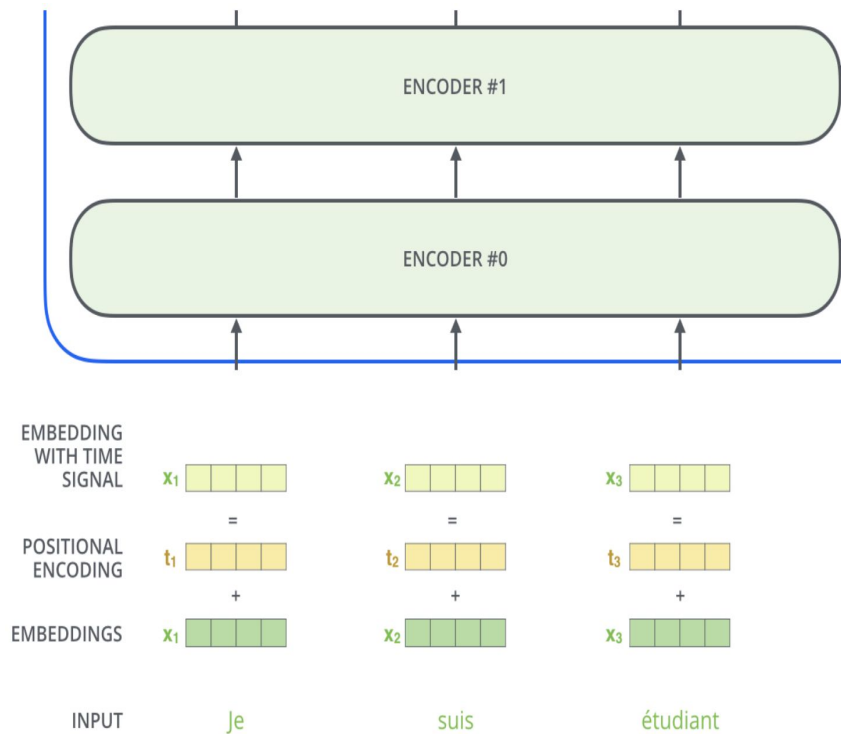 ENCODER #1
ENCODER #0
EMBEDDING
WITH TIME
SIGNAL
x₁ x₂ x₃
= = =
POSITIONAL
ENCODING
t₁ t₂ t₃
+ + +
EMBEDDINGS x₁ x₂ x₃
INPUT Je suis étudiant